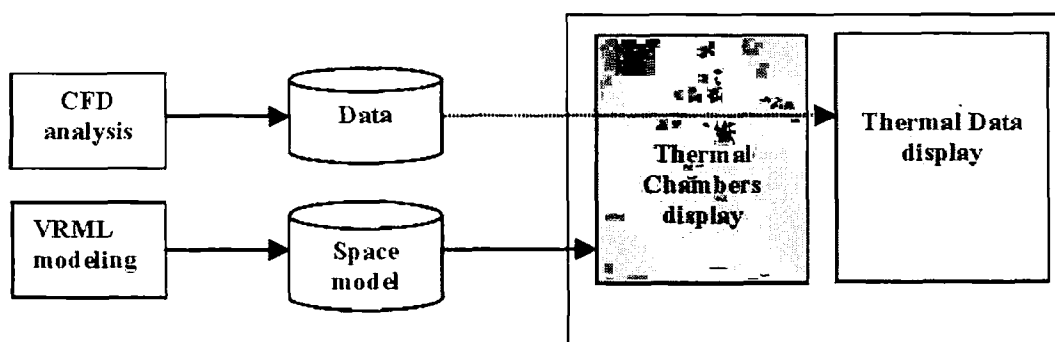 CFD
analysis
Data
Thermal
Chambers
display
Thermal Data
display
VRML
modeling
Space
model